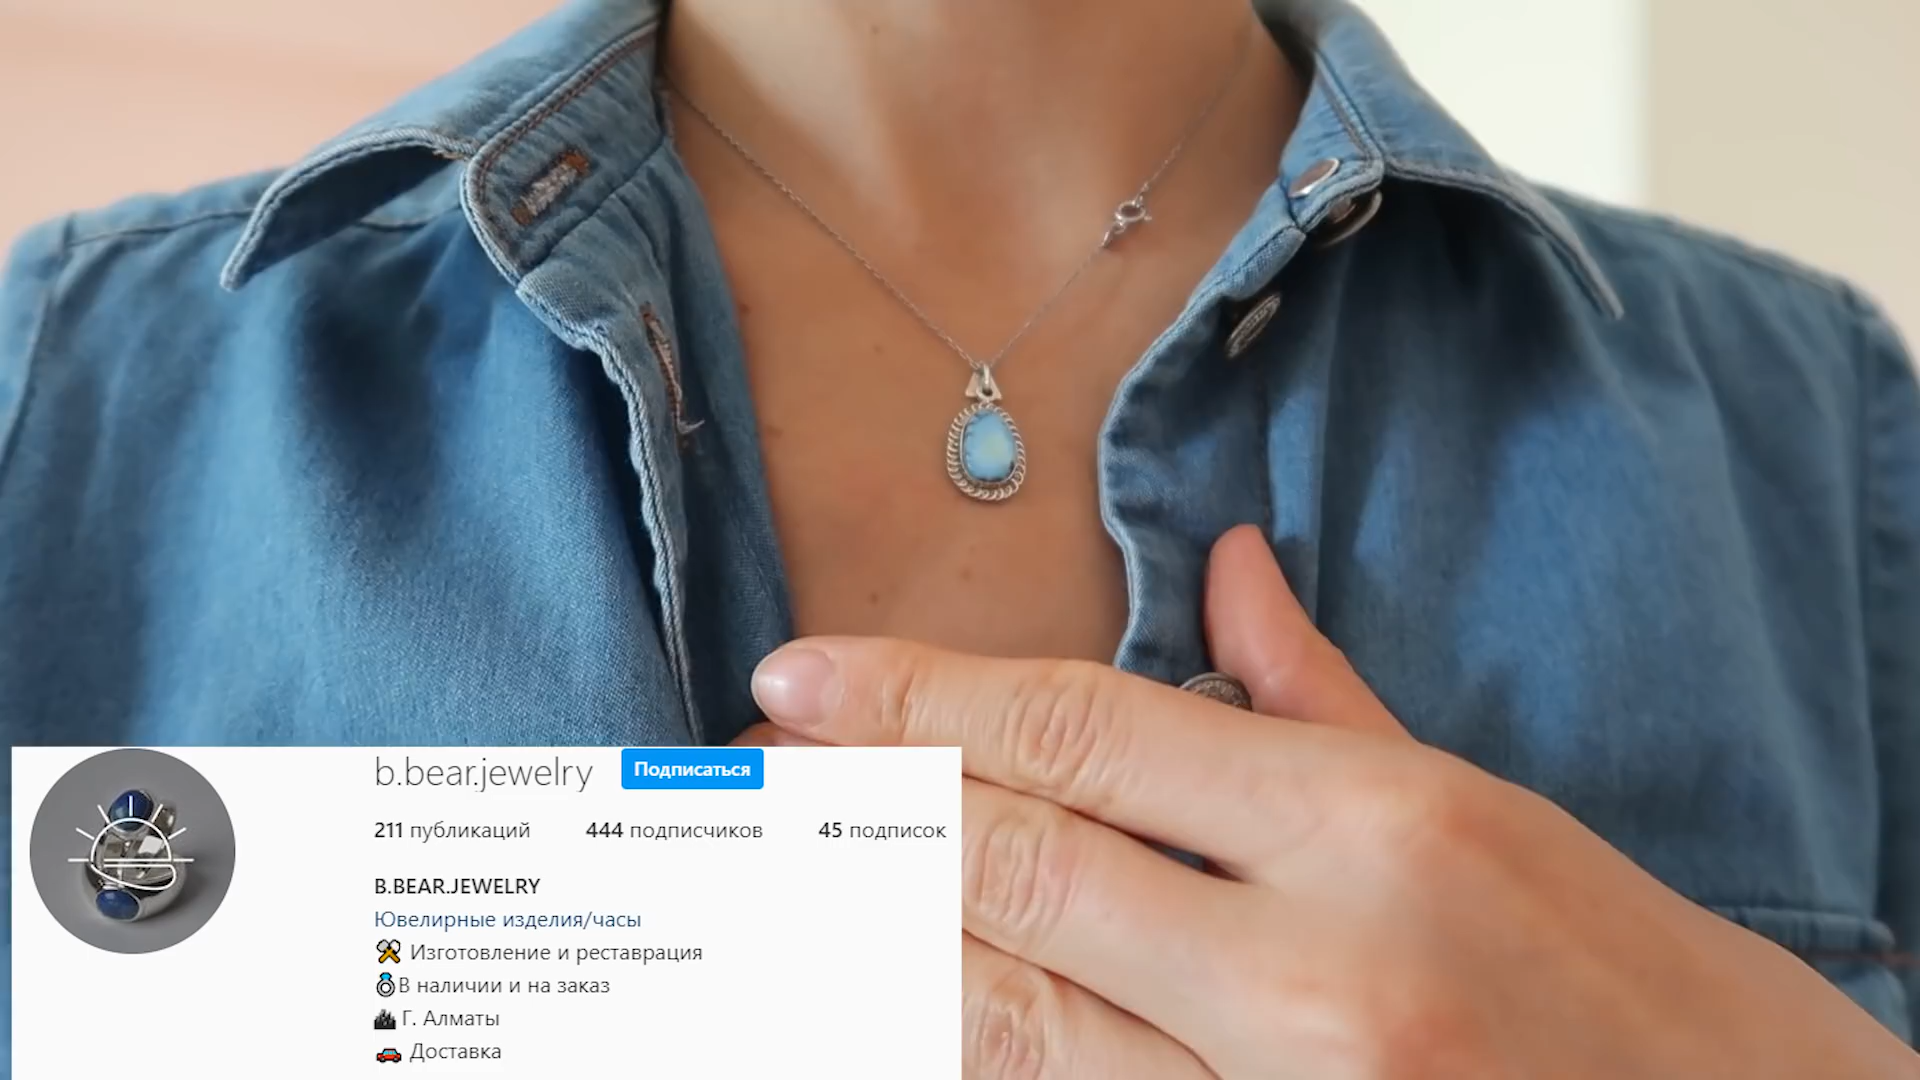 b.bear.jewelry Подписаться
211 публикаций 444 подписчиков 45 подписок
B.BEAR.JEWELRY
Ювелирные изделия/часы
Изготовление и реставрация
В наличии и на заказ
Г. Алматы
Доставка